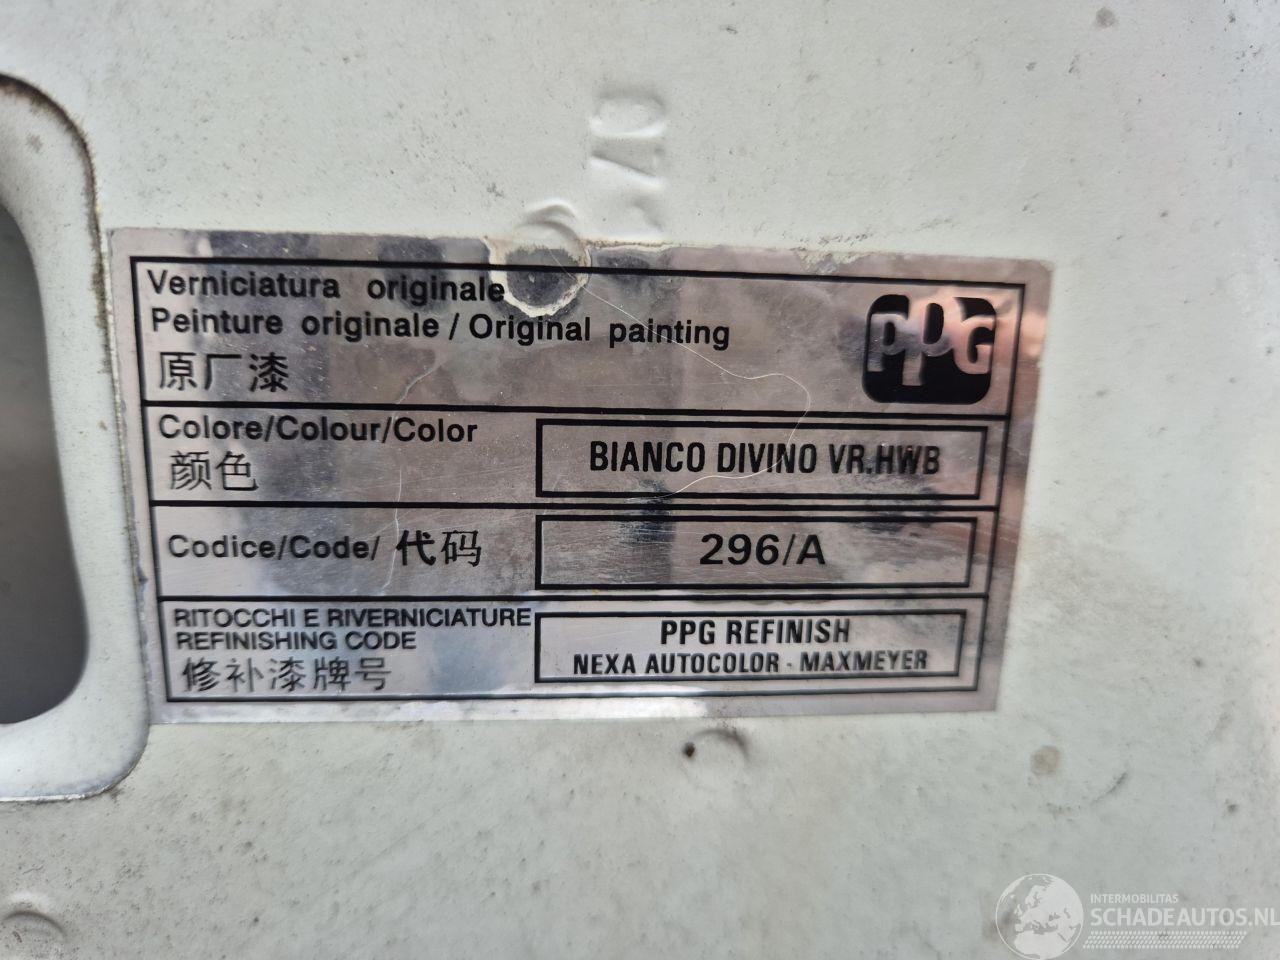 Verniciatura originale
Peinture originale / Original painting
原厂漆
PPG
Colore/Colour/Color
颜色
BIANCO DIVINO VR.HWB
Codice/Code/ 代码
296/A
RITOCCHI E RIVERNICIATURE
REFINISHING CODE
修补漆牌号
PPG REFINISH
NEXA AUTOCOLOR - MAXMEYER
INTERMOBILITAS
SCHADEAUTOS.NL